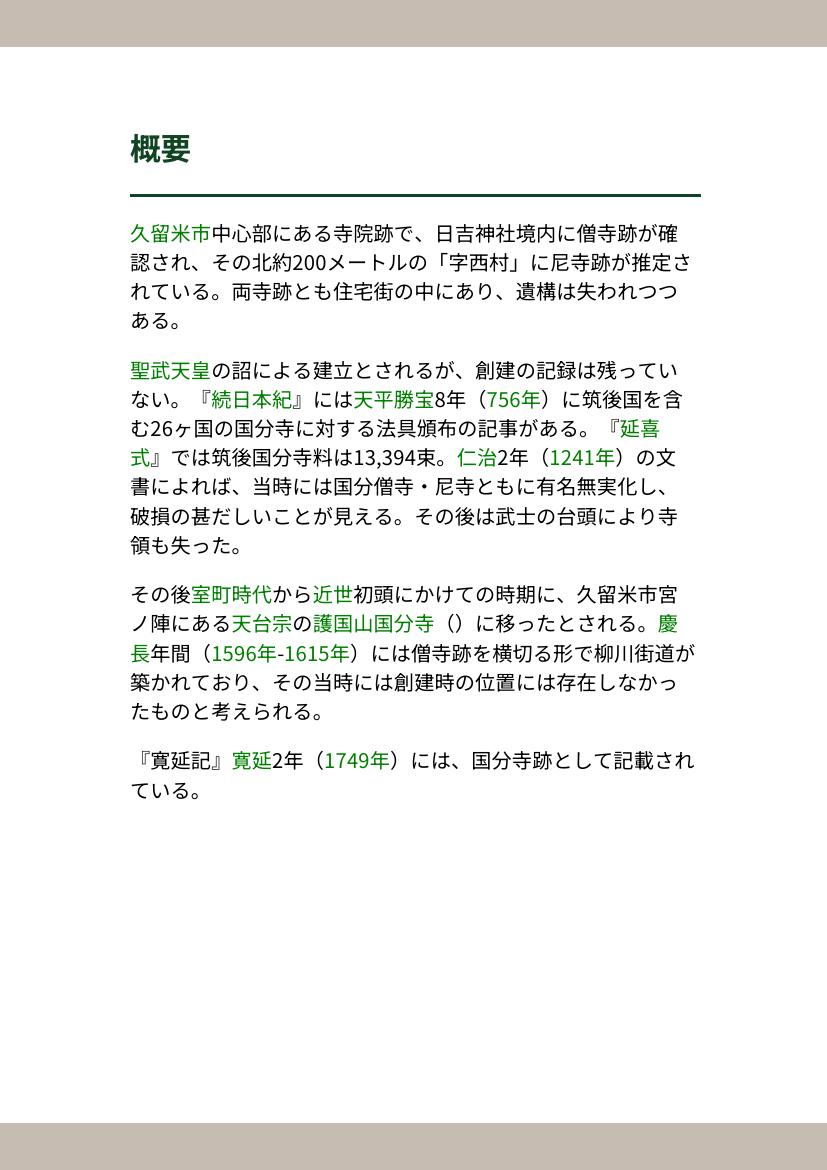 概要
久留米市中心部にある寺院跡で、日吉神社境内に僧寺跡が確
認され、その北約200メートルの「字西村」に尼寺跡が推定さ
れている。両寺跡とも住宅街の中にあり、遺構は失われつつ
ある。
聖武天皇の詔による建立とされるが、創建の記録は残ってい
ない。『続日本紀』には天平勝宝8年（756年）に筑後国を含
む26ヶ国の国分寺に対する法具頒布の記事がある。『延喜
式』では筑後国分寺料は13,394束。仁治2年（1241年）の文
書によれば、当時には国分僧寺・尼寺ともに有名無実化し、
破損の甚だしいことが見える。その後は武士の台頭により寺
領も失った。
その後室町時代から近世初頭にかけての時期に、久留米市宮
ノ陣にある天台宗の護国山国分寺（）に移ったとされる。慶
長年間（1596年-1615年）には僧寺跡を横切る形で柳川街道が
築かれており、その当時には創建時の位置には存在しなかっ
たものと考えられる。
『寛延記』寛延2年（1749年）には、国分寺跡として記載され
ている。